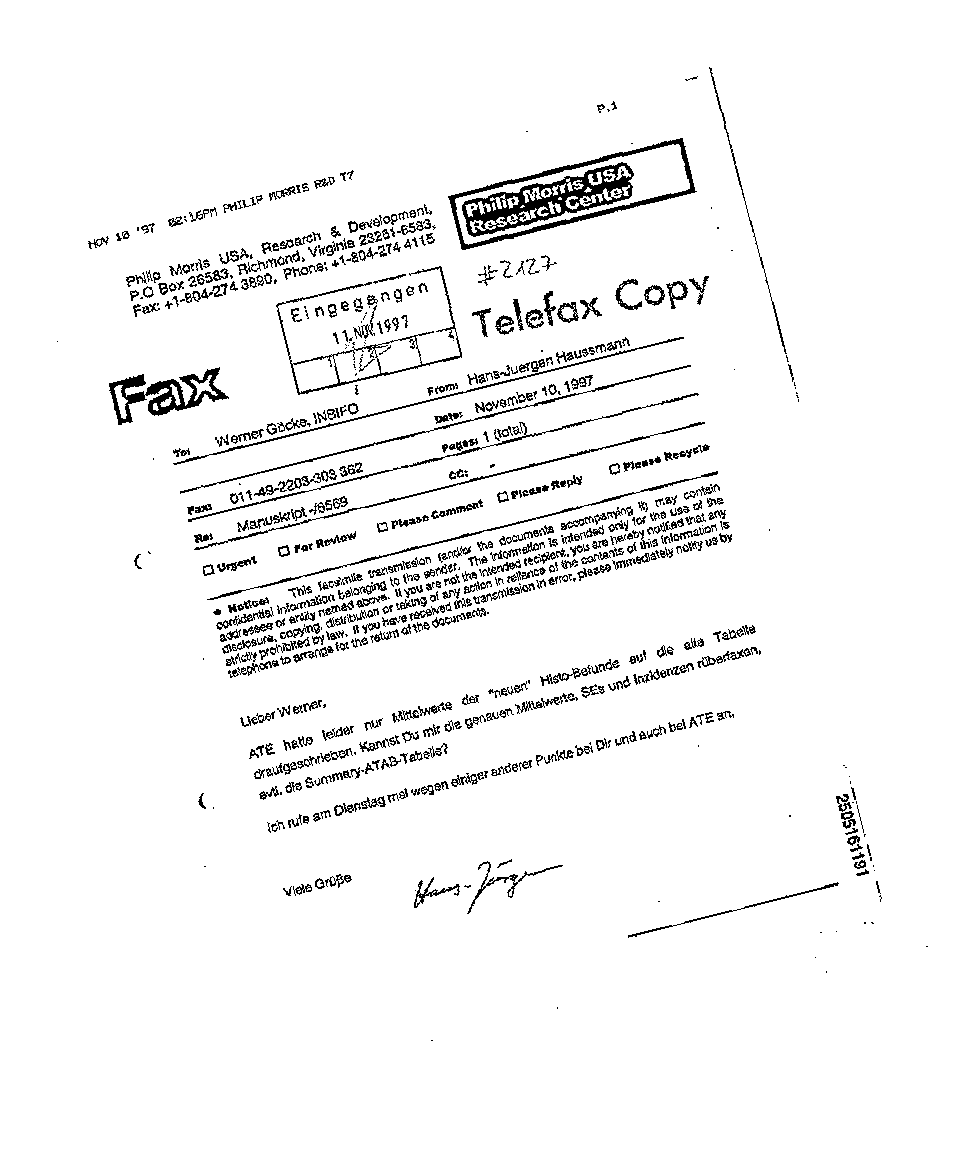 P.1
NOV 10 '97 02:16PM PHILIP MORRIS R&D T7
Philip Morris USA
Research Center
Philip Morris USA, Research & Development,
P.O Box 26583, Richmond, Virginia 23261-6583,
Fax: +1-804-274 3890, Phone: +1-804-274 4115
#2127
Eingegangen
11. NOV. 1997
1 2 3 4
Telefax Copy
Fax
To: Werner Göcke, INBIFO
From: Hans-Juergen Haussmann
Date: November 10, 1997
Fax: 011-49-2203-303 362
Pages: 1 (total)
Re: Manuskript -/6569
CC: -
☐ Urgent ☐ For Review ☐ Please Comment ☐ Please Reply ☐ Please Recycle
• Notice: This facsimile transmission (and/or the documents accompanying it) may contain
confidential information belonging to the sender. The information is intended only for the use of the
addressee or entity named above. If you are not the intended recipient, you are hereby notified that any
disclosure, copying, distribution or taking of any action in reliance of the contents of this information is
strictly prohibited by law. If you have received this transmission in error, please immediately notify us by
telephone to arrange for the return of the documents.
Lieber Werner,
ATE hatte leider nur Mittelwerte der "neuen" Histo-Befunde auf die alte Tabelle
draufgeschrieben. Kannst Du mir die genauen Mittelwerte, SEs und Inzidenzen rüberfaxen,
evtl. die Summary-ATAB-Tabelle?
Ich rufe am Dienstag mal wegen einiger anderer Punkte bei Dir und auch bei ATE an.
Viele Grüße
Hans-Jürgen
2505161191